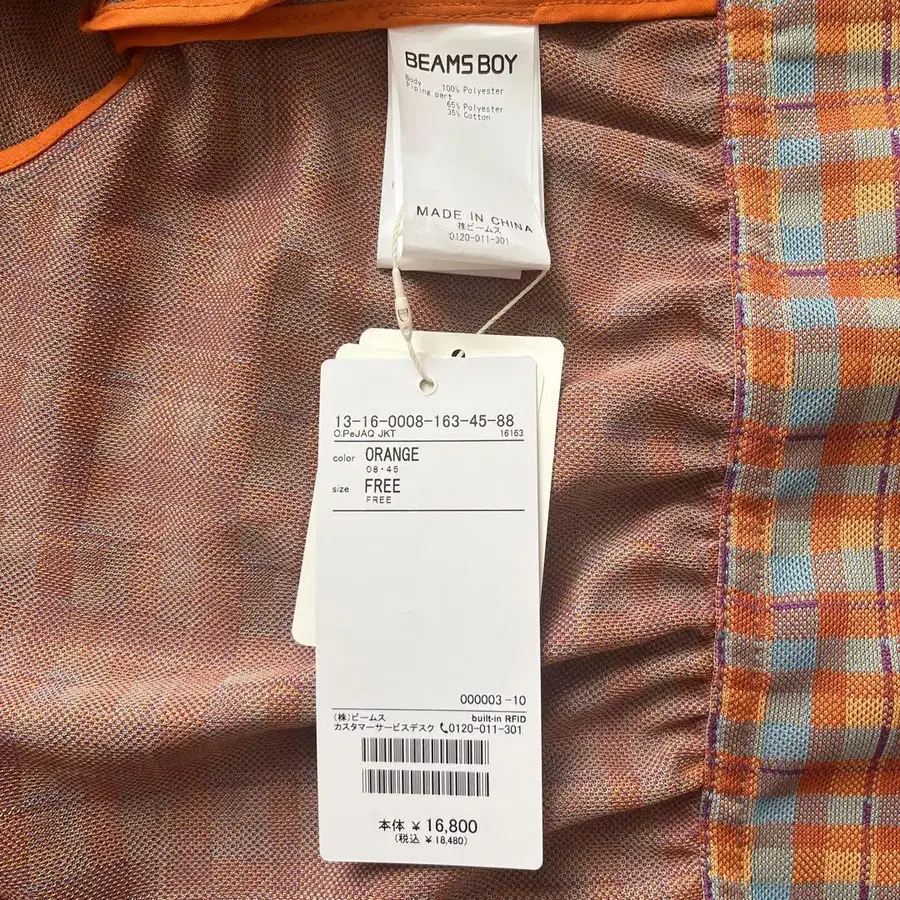 BEAMS BOY
Body
100% Polyester
Piping part
65% Polyester
35% Cotton
MADE IN CHINA
㈱ビームス
0120-011-301
13-16-0008-163-45-88
O.PeJAQ JKT 16163
color ORANGE
08・45
size FREE
FREE
000003-10
(株)ビームス built-in RFID
カスタマーサービスデスク 0120-011-301
本体 ¥16,800
(税込 ¥18,480)